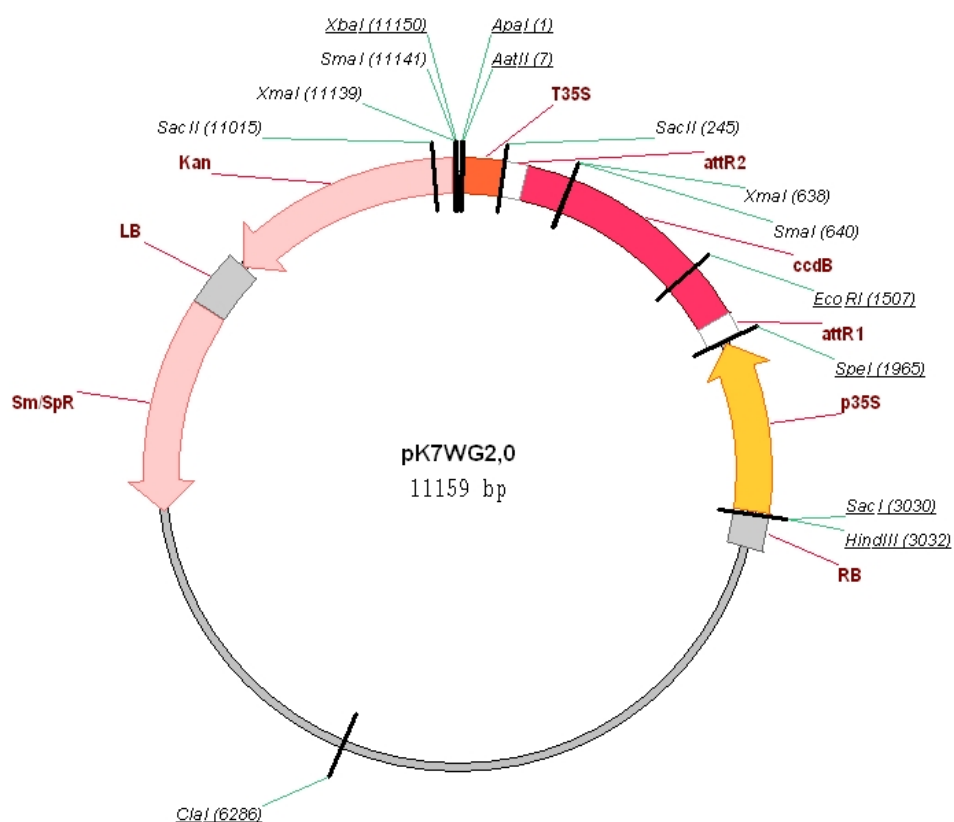 XbaI (11150)
ApaI (1)
SmaI (11141)
AatII (7)
XmaI (11139)
T35S
SacII (11015)
SacII (245)
Kan
attR2
XmaI (638)
LB
SmaI (640)
ccdB
EcoRI (1507)
attR1
SpeI (1965)
Sm/SpR
p35S
pK7WG2,0
11159 bp
SacI (3030)
HindIII (3032)
RB
ClaI (6286)